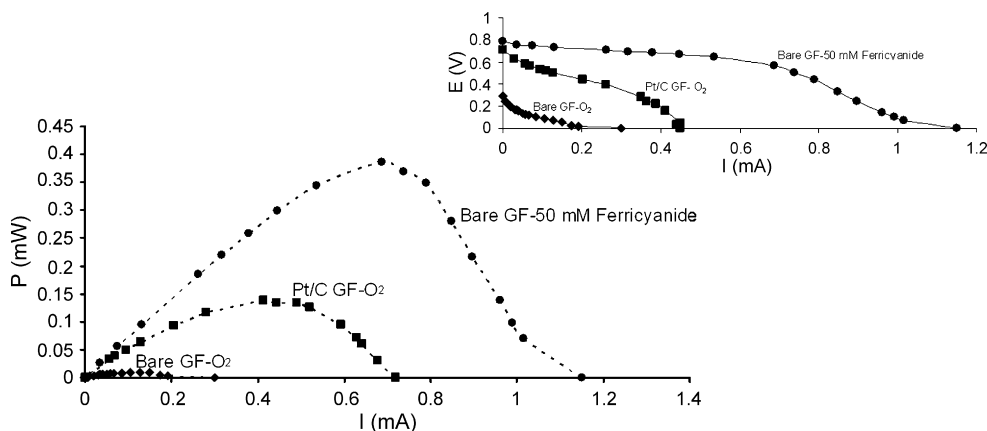 1
0.8
0.6
0.4
0.2
0
E (V)
Bare GF-50 mM Ferricyanide
Pt/C GF- O2
Bare GF-O2
0 0.2 0.4 0.6 0.8 1 1.2
I (mA)
0.45
0.4
0.35
0.3
0.25
0.2
0.15
0.1
0.05
0
P (mW)
Bare GF-50 mM Ferricyanide
Pt/C GF-O2
Bare GF-O2
0 0.2 0.4 0.6 0.8 1 1.2 1.4
I (mA)